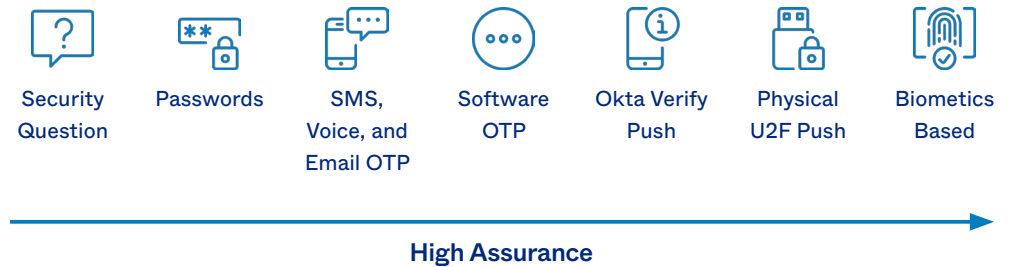 ?
**
Security
Question
Passwords
SMS,
Voice, and
Email OTP
Software
OTP
i
Okta Verify
Push
Physical
U2F Push
Biometics
Based
High Assurance